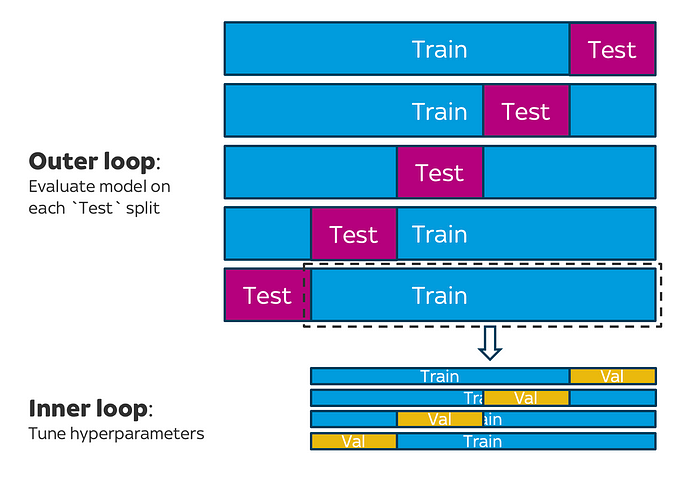 Train Test
Train Test
Outer loop:
Evaluate model on
each `Test` split
Test
Test Train
Test Train
Train Val
Inner loop:
Tune hyperparameters
Tra Val
Val ain
Val Train